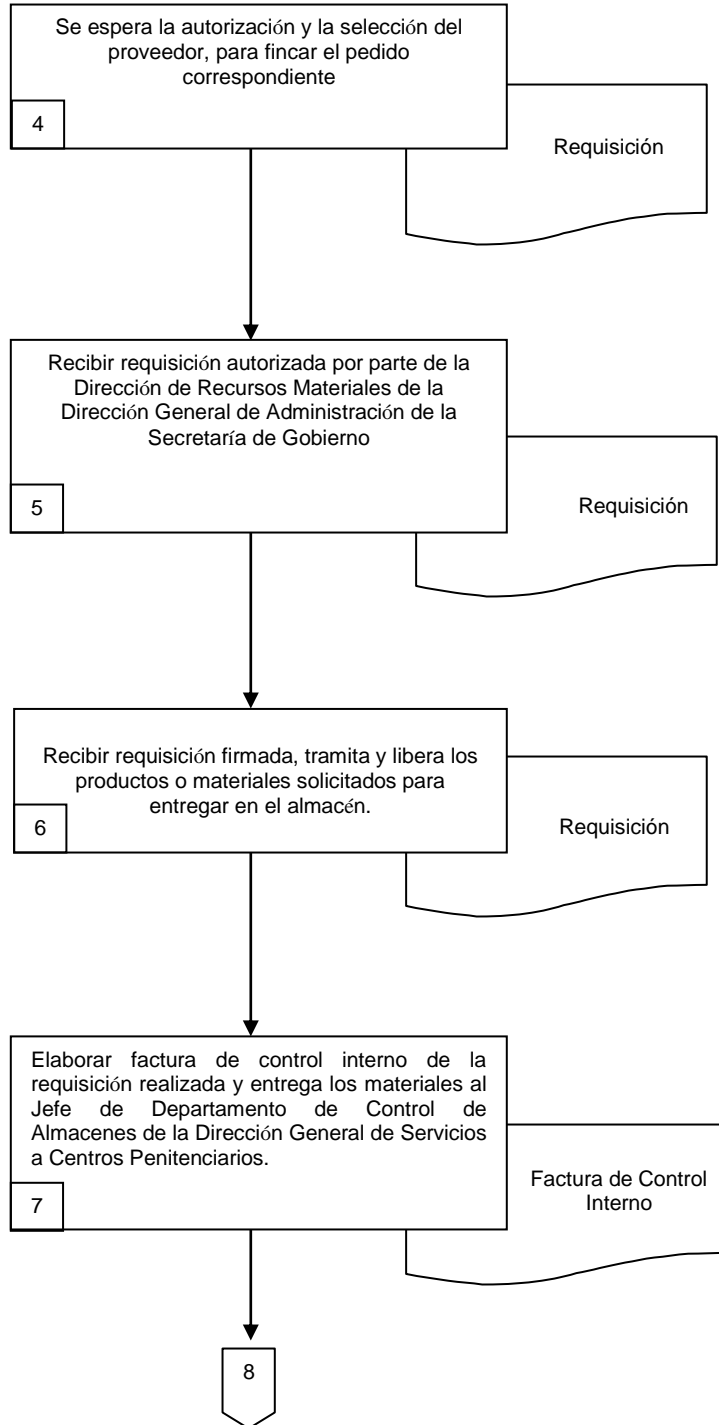 Se espera la autorización y la selección del
proveedor, para fincar el pedido
correspondiente
4
Requisición
Recibir requisición autorizada por parte de la
Dirección de Recursos Materiales de la
Dirección General de Administración de la
Secretaría de Gobierno
5
Requisición
Recibir requisición firmada, tramita y libera los
productos o materiales solicitados para
entregar en el almacén.
6
Requisición
Elaborar factura de control interno de la
requisición realizada y entrega los materiales al
Jefe de Departamento de Control de
Almacenes de la Dirección General de Servicios
a Centros Penitenciarios.
7
Factura de Control
Interno
8